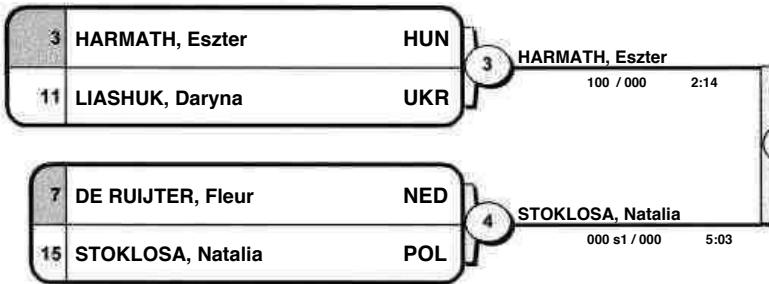 3 HARMATH, Eszter HUN
11 LIASHUK, Daryna UKR
3
HARMATH, Eszter
100 / 000 2:14
7 DE RUIJTER, Fleur NED
15 STOKLOSA, Natalia POL
4
STOKLOSA, Natalia
000 s1 / 000 5:03